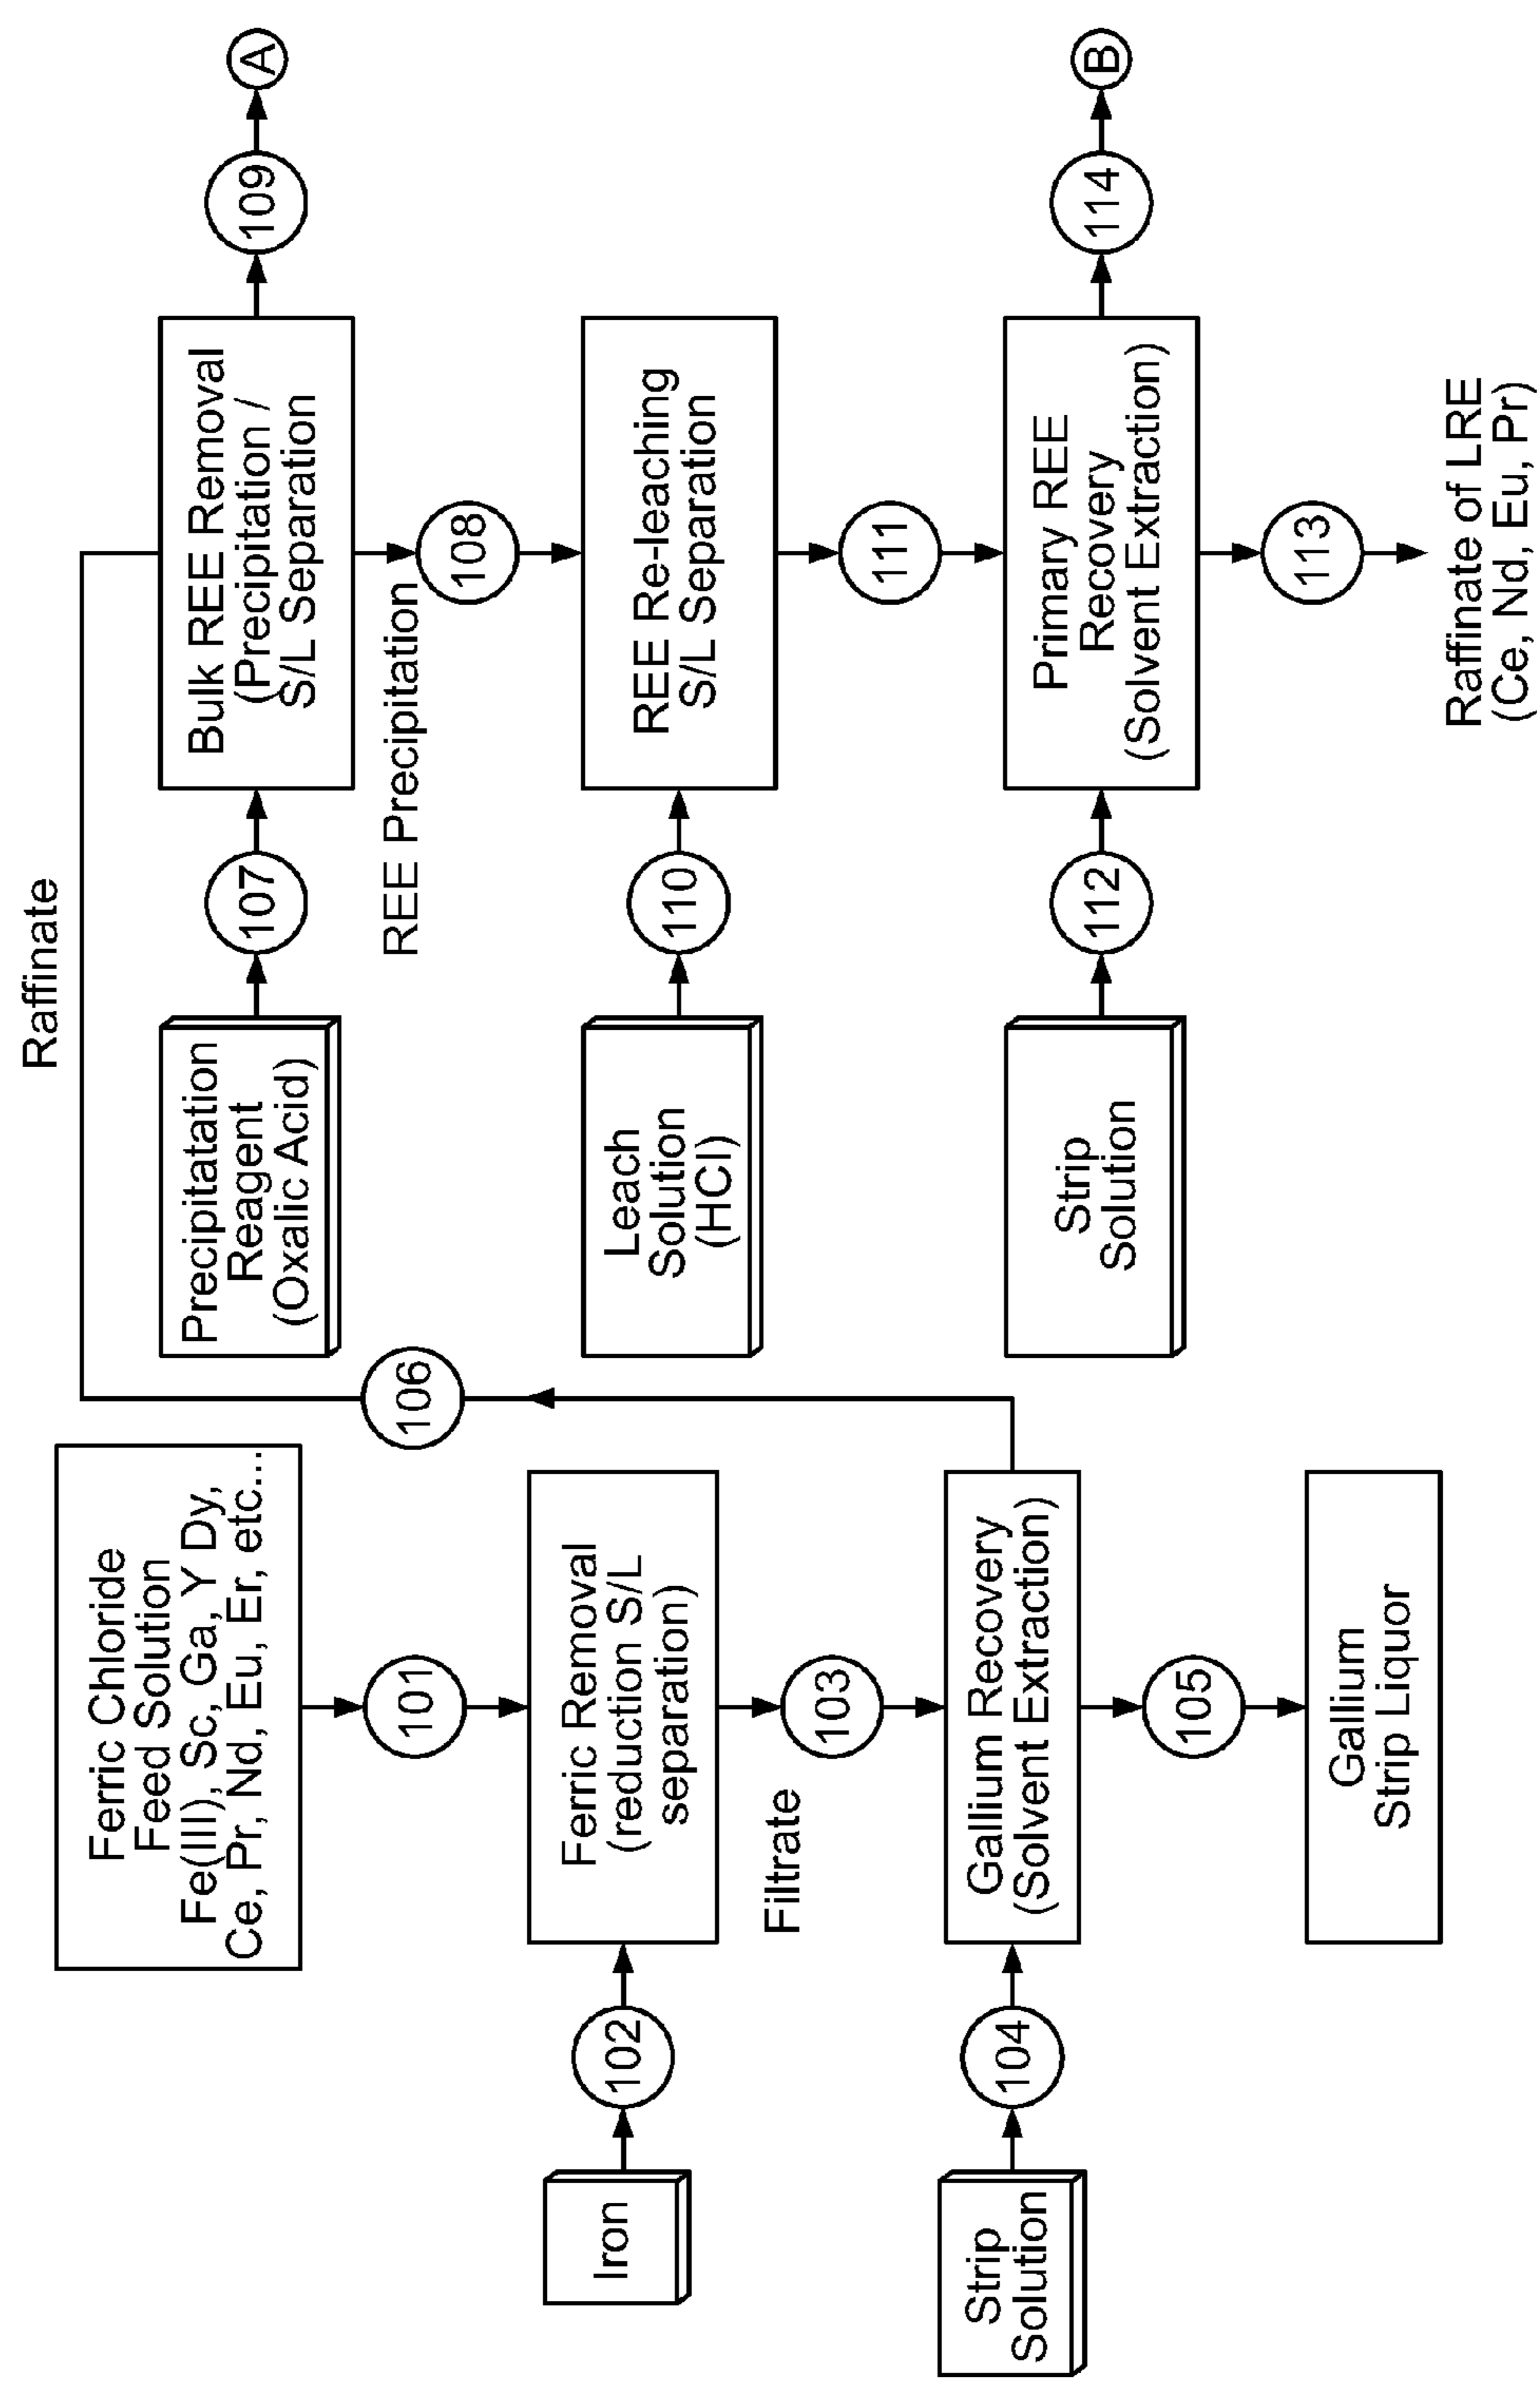 Ferric Chloride
Feed Solution
Fe(III), Sc, Ga, Y Dy,
Ce, Pr, Nd, Eu, Er, etc...
101
Iron
102
Ferric Removal
(reduction S/L
separation)
Filtrate
103
Strip
Solution
104
Gallium Recovery
(Solvent Extraction)
105
Gallium
Strip Liquor
106
Raffinate
Precipitation
Reagent
(Oxalic Acid)
107
Bulk REE Removal
(Precipitation /
S/L Separation
109
A
REE Precipitation
108
Leach
Solution
(HCl)
110
REE Re-leaching
S/L Separation
111
Strip
Solution
112
Primary REE
Recovery
(Solvent Extraction)
114
B
113
Raffinate of LRE
(Ce, Nd, Eu, Pr)